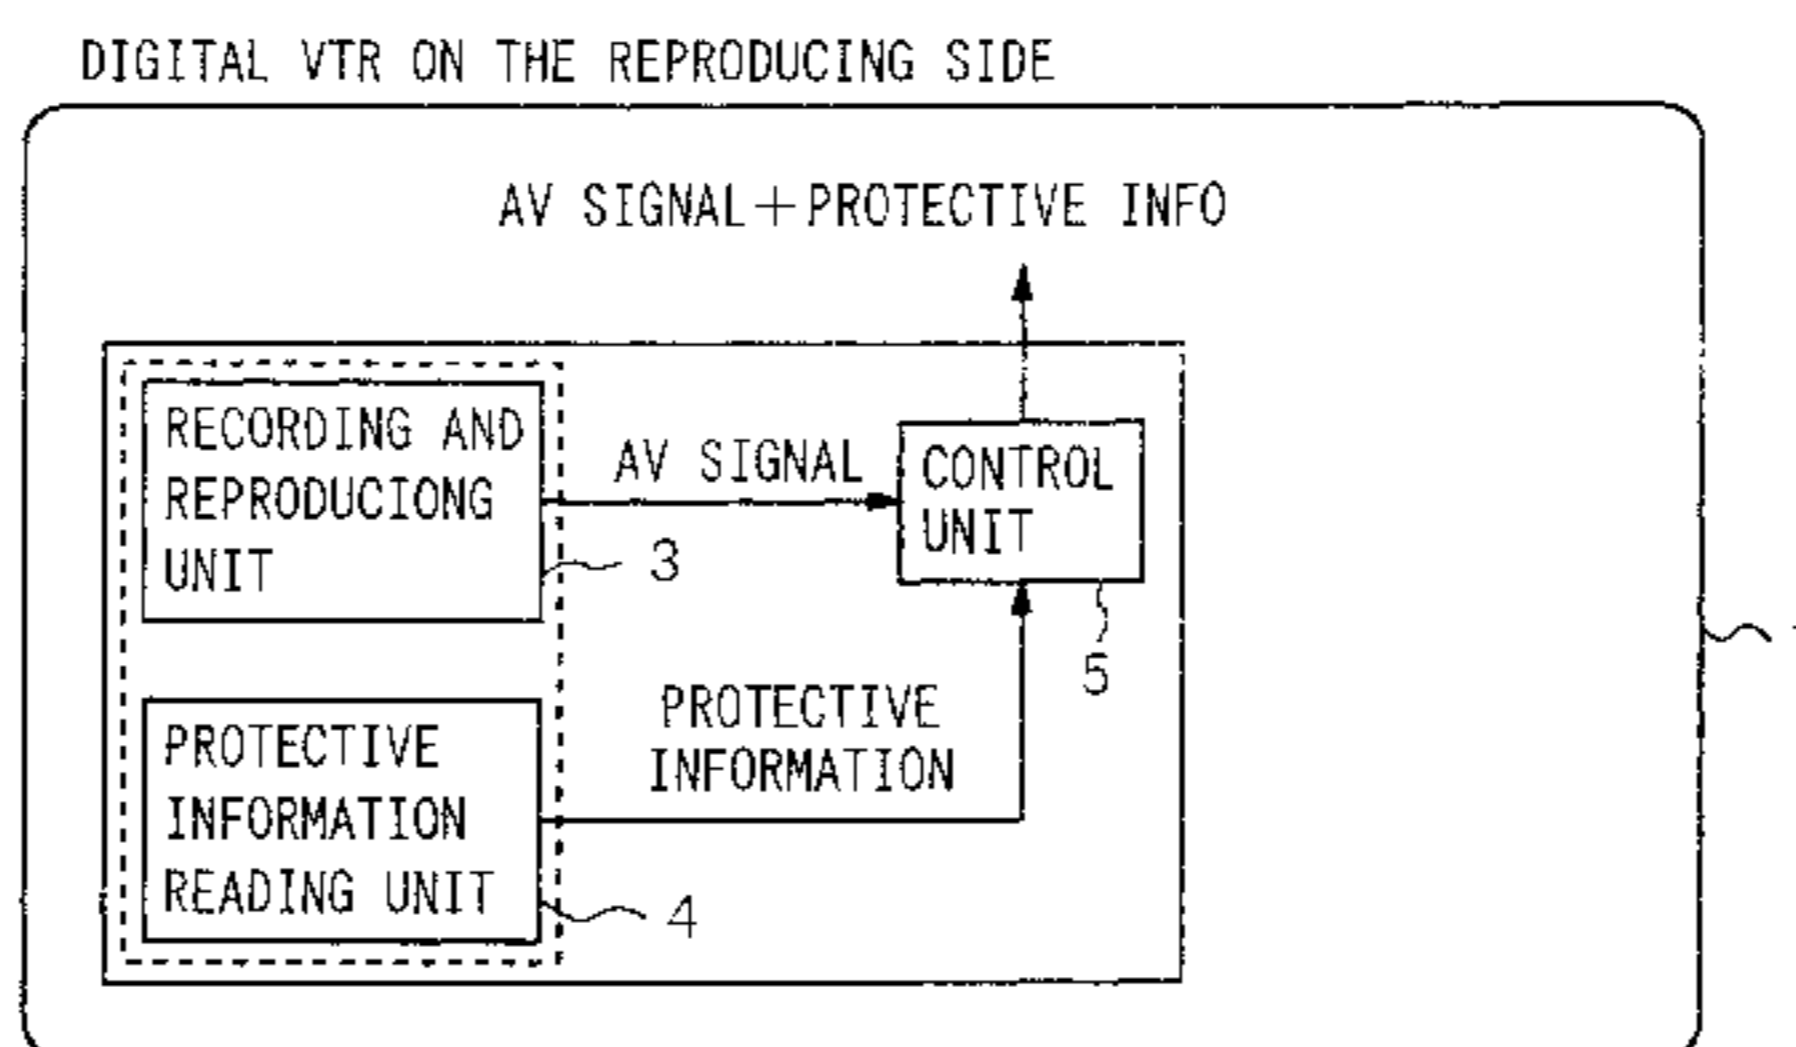 DIGITAL VTR ON THE REPRODUCING SIDE
AV SIGNAL+PROTECTIVE INFO
RECORDING AND
REPRODUCIONG
UNIT
AV SIGNAL
CONTROL
UNIT
3
5
PROTECTIVE
INFORMATION
PROTECTIVE
INFORMATION
READING UNIT
4